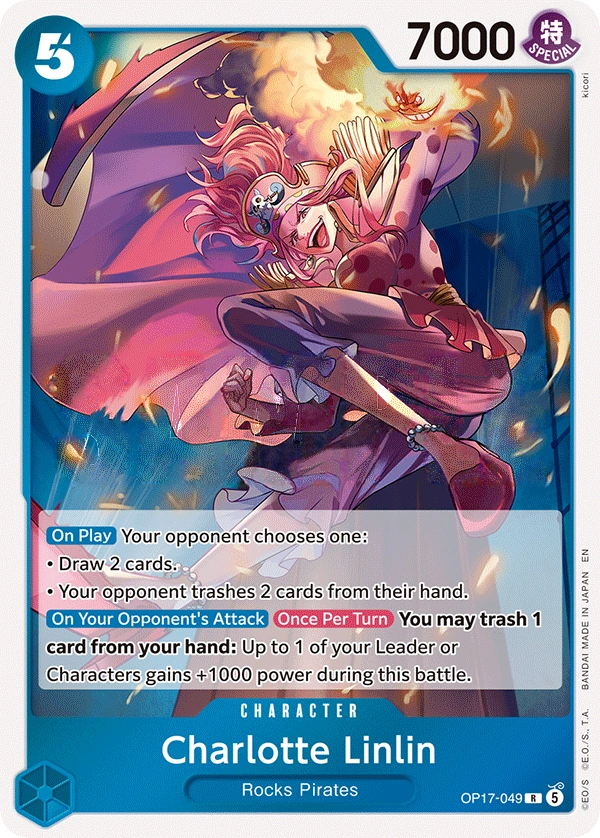 5
7000
特
SPECIAL
kicori
On Play Your opponent chooses one:
• Draw 2 cards.
• Your opponent trashes 2 cards from their hand.
On Your Opponent's Attack Once Per Turn You may trash 1
card from your hand: Up to 1 of your Leader or
Characters gains +1000 power during this battle.
CHARACTER
Charlotte Linlin
Rocks Pirates
OP17-049 R 5
©EO/S ©E.O./S., T.A. BANDAI MADE IN JAPAN EN